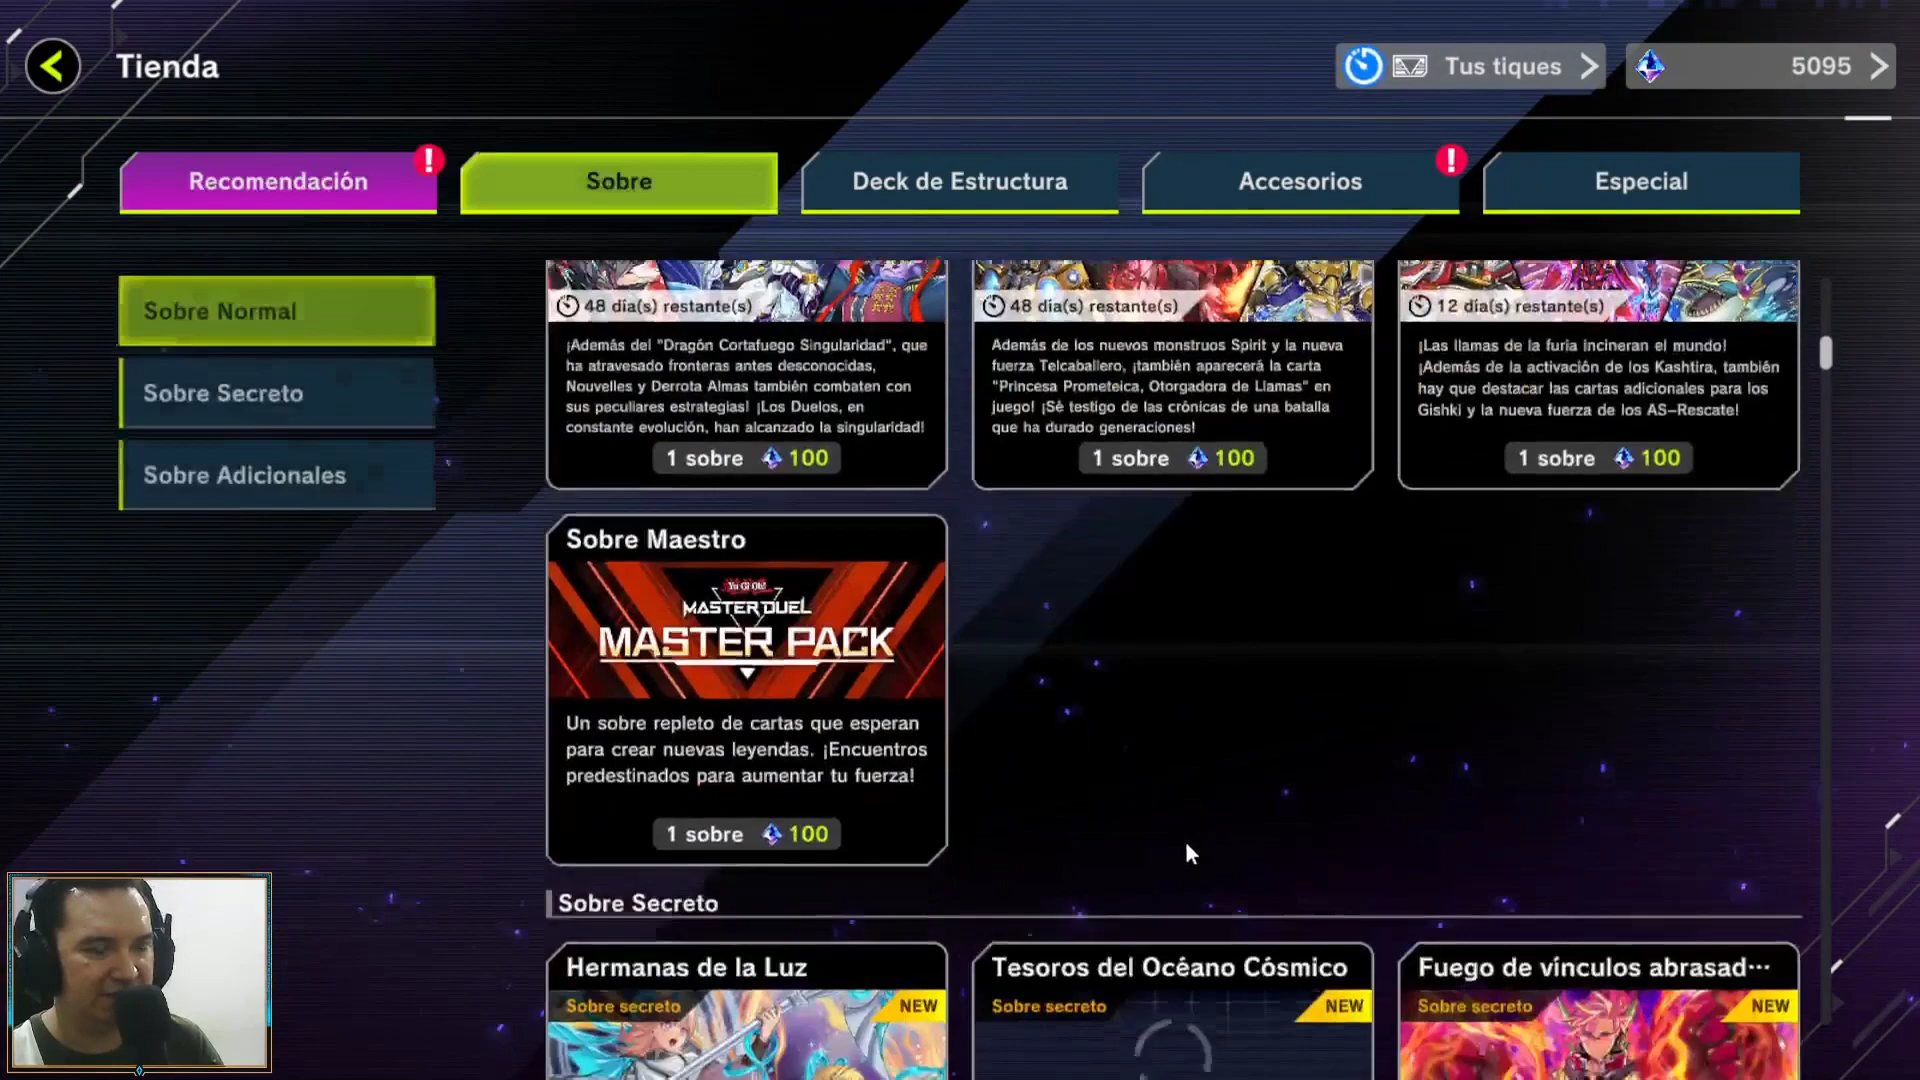 Tienda
Tus tiques
5095
Recomendación
Sobre
Deck de Estructura
Accesorios
Especial
Sobre Normal
Sobre Secreto
Sobre Adicionales
48 día(s) restante(s)
¡Además del "Dragón Cortafuego Singularidad", que
ha atravesado fronteras antes desconocidas,
Nouvelles y Derrota Almas también combaten con
sus peculiares estrategias! ¡Los Duelos, en
constante evolución, han alcanzado la singularidad!
1 sobre 100
48 día(s) restante(s)
Además de los nuevos monstruos Spirit y la nueva
fuerza Telcaballero, ¡también aparecerá la carta
"Princesa Prometeica, Otorgadora de Llamas" en
juego! ¡Sé testigo de las crónicas de una batalla
que ha durado generaciones!
1 sobre 100
12 día(s) restante(s)
¡Las llamas de la furia incineran el mundo!
¡Además de la activación de los Kashtira, también
hay que destacar las cartas adicionales para los
Gishki y la nueva fuerza de los AS-Rescate!
1 sobre 100
Sobre Maestro
Yu-Gi-Oh!
MASTER DUEL
MASTER PACK
Un sobre repleto de cartas que esperan
para crear nuevas leyendas. ¡Encuentros
predestinados para aumentar tu fuerza!
1 sobre 100
Sobre Secreto
Hermanas de la Luz
Sobre secreto
NEW
Tesoros del Océano Cósmico
Sobre secreto
NEW
Fuego de vínculos abrasad···
Sobre secreto
NEW